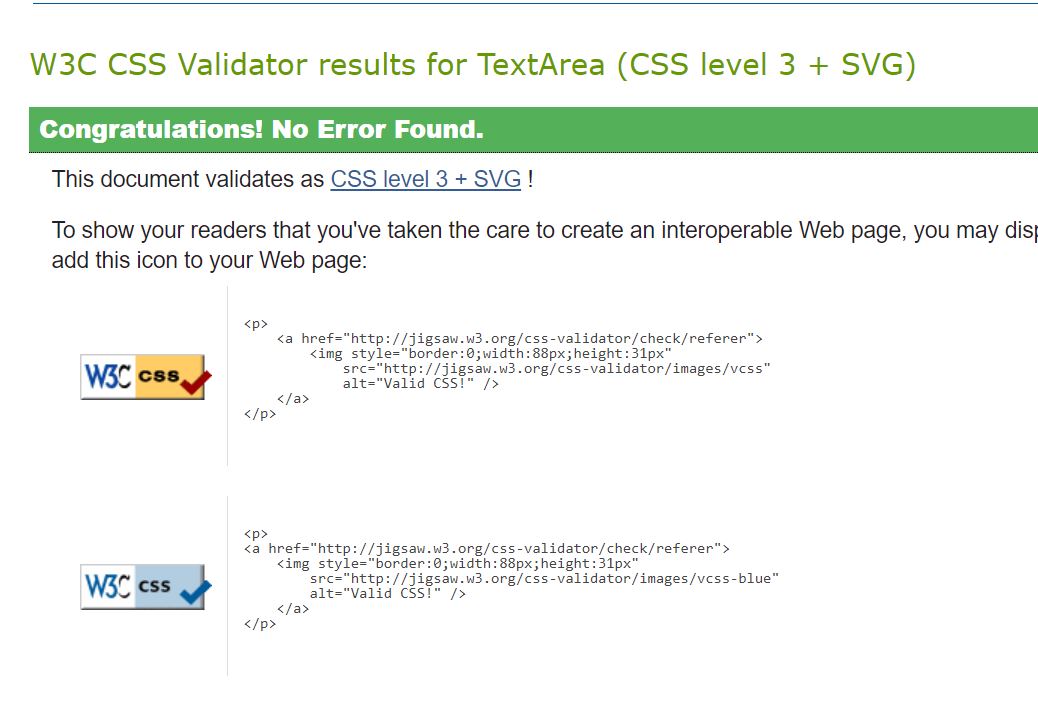 W3C CSS Validator results for TextArea (CSS level 3 + SVG)
Congratulations! No Error Found.
This document validates as CSS level 3 + SVG !
To show your readers that you've taken the care to create an interoperable Web page, you may
add this icon to your Web page:
W3C css
<p>
    <a href="http://jigsaw.w3.org/css-validator/check/referer">
        <img style="border:0;width:88px;height:31px"
            src="http://jigsaw.w3.org/css-validator/images/vcss"
            alt="Valid CSS!" />
    </a>
</p>
W3C css
<p>
<a href="http://jigsaw.w3.org/css-validator/check/referer">
    <img style="border:0;width:88px;height:31px"
        src="http://jigsaw.w3.org/css-validator/images/vcss-blue"
        alt="Valid CSS!" />
    </a>
</p>